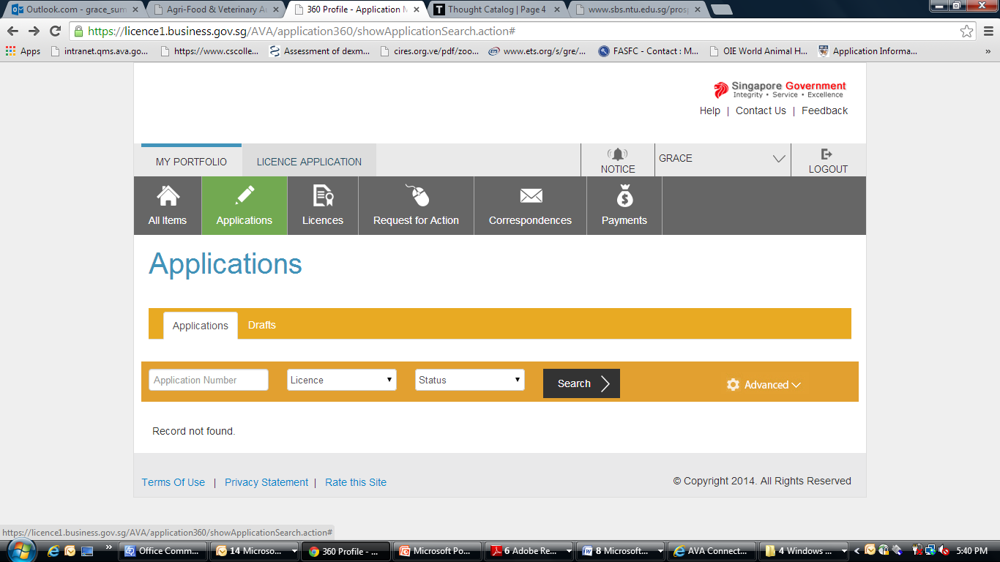 Outlook.com - grace_sum
Agri-Food & Veterinary Au
360 Profile - Application M
Thought Catalog | Page 4
www.sbs.ntu.edu.sg/prosp
https://licence1.business.gov.sg/AVA/application360/showApplicationSearch.action#
Apps
intranet.qms.ava.go...
https://www.cscolle...
Assessment of dexm...
cires.org.ve/pdf/zoo...
www.ets.org/s/gre/...
FASFC - Contact : M...
OIE World Animal H...
Application Informa...
»
Singapore Government
Integrity • Service • Excellence
Help | Contact Us | Feedback
MY PORTFOLIO
LICENCE APPLICATION
NOTICE
GRACE
LOGOUT
All Items
Applications
Licences
Request for Action
Correspondences
Payments
Applications
Applications
Drafts
Application Number
Licence
Status
Search
Advanced
Record not found.
Terms Of Use | Privacy Statement | Rate this Site
© Copyright 2014. All Rights Reserved
https://licence1.business.gov.sg/AVA/application360/showApplicationSearch.action#
»
Office Comm...
14 Microso...
360 Profile - ...
Microsoft Po...
6 Adobe Re...
8 Microsoft...
AVA Connect...
4 Windows ...
5:40 PM